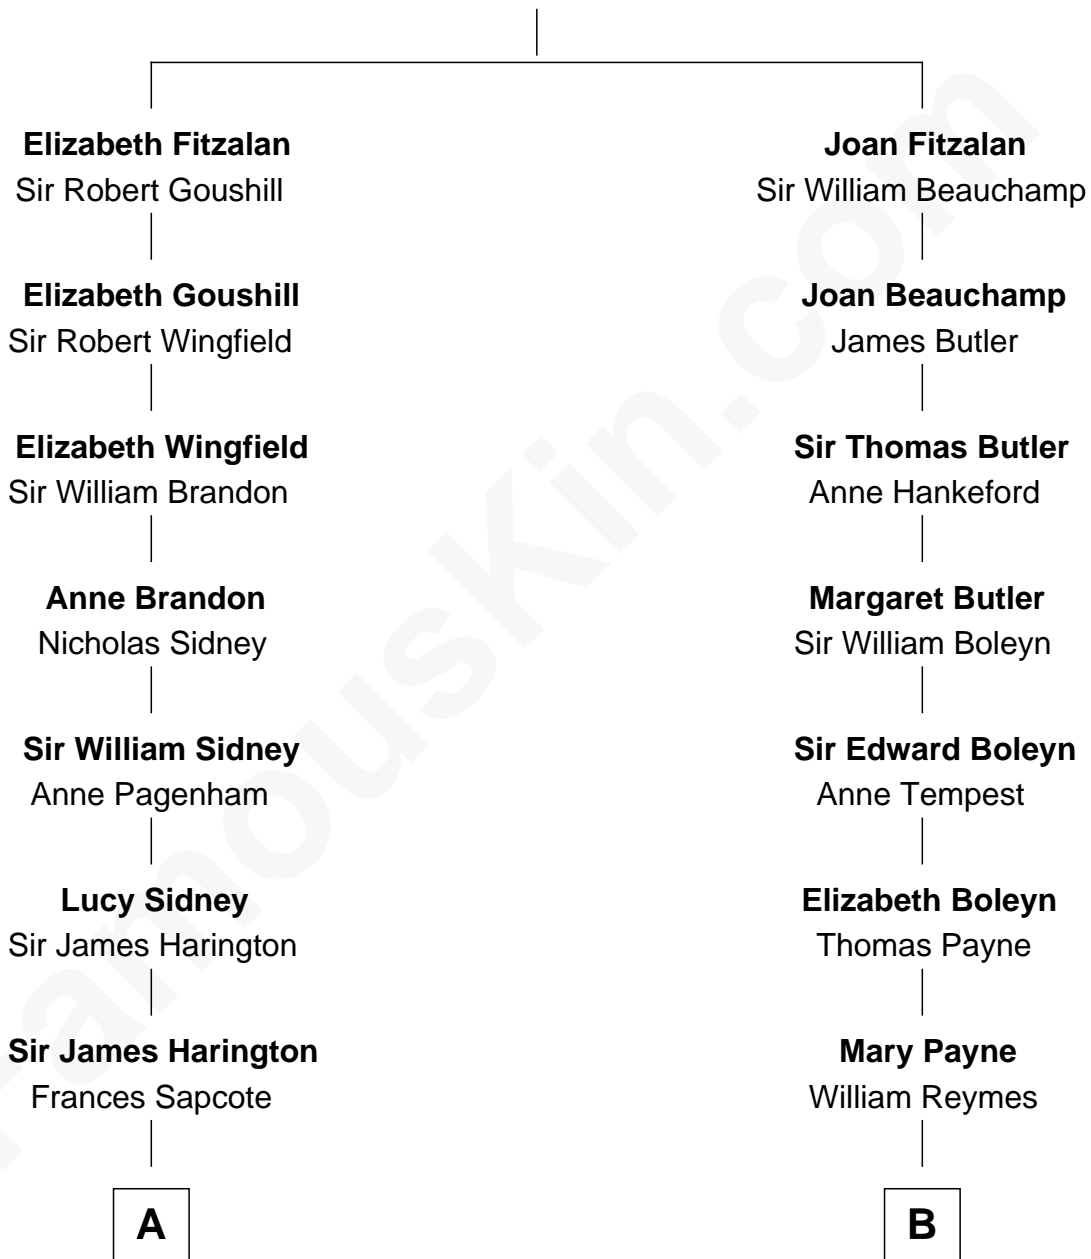 Elizabeth Fitzalan
Sir Robert Goushill
Elizabeth Goushill
Sir Robert Wingfield
Elizabeth Wingfield
Sir William Brandon
Anne Brandon
Nicholas Sidney
Sir William Sidney
Anne Pagenham
Lucy Sidney
Sir James Harington
Sir James Harington
Frances Sapcote
A
Joan Fitzalan
Sir William Beauchamp
Joan Beauchamp
James Butler
Sir Thomas Butler
Anne Hankeford
Margaret Butler
Sir William Boleyn
Sir Edward Boleyn
Anne Tempest
Elizabeth Boleyn
Thomas Payne
Mary Payne
William Reymes
B
FamousKin.com